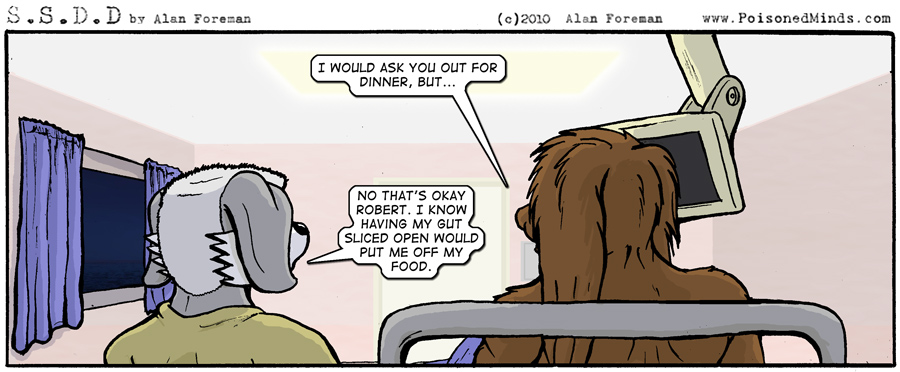 S.S.D.D by Alan Foreman (c)2010 Alan Foreman www.PoisonedMinds.com
I WOULD ASK YOU OUT FOR
DINNER, BUT...
NO THAT'S OKAY
ROBERT. I KNOW
HAVING MY GUT
SLICED OPEN WOULD
PUT ME OFF MY
FOOD.